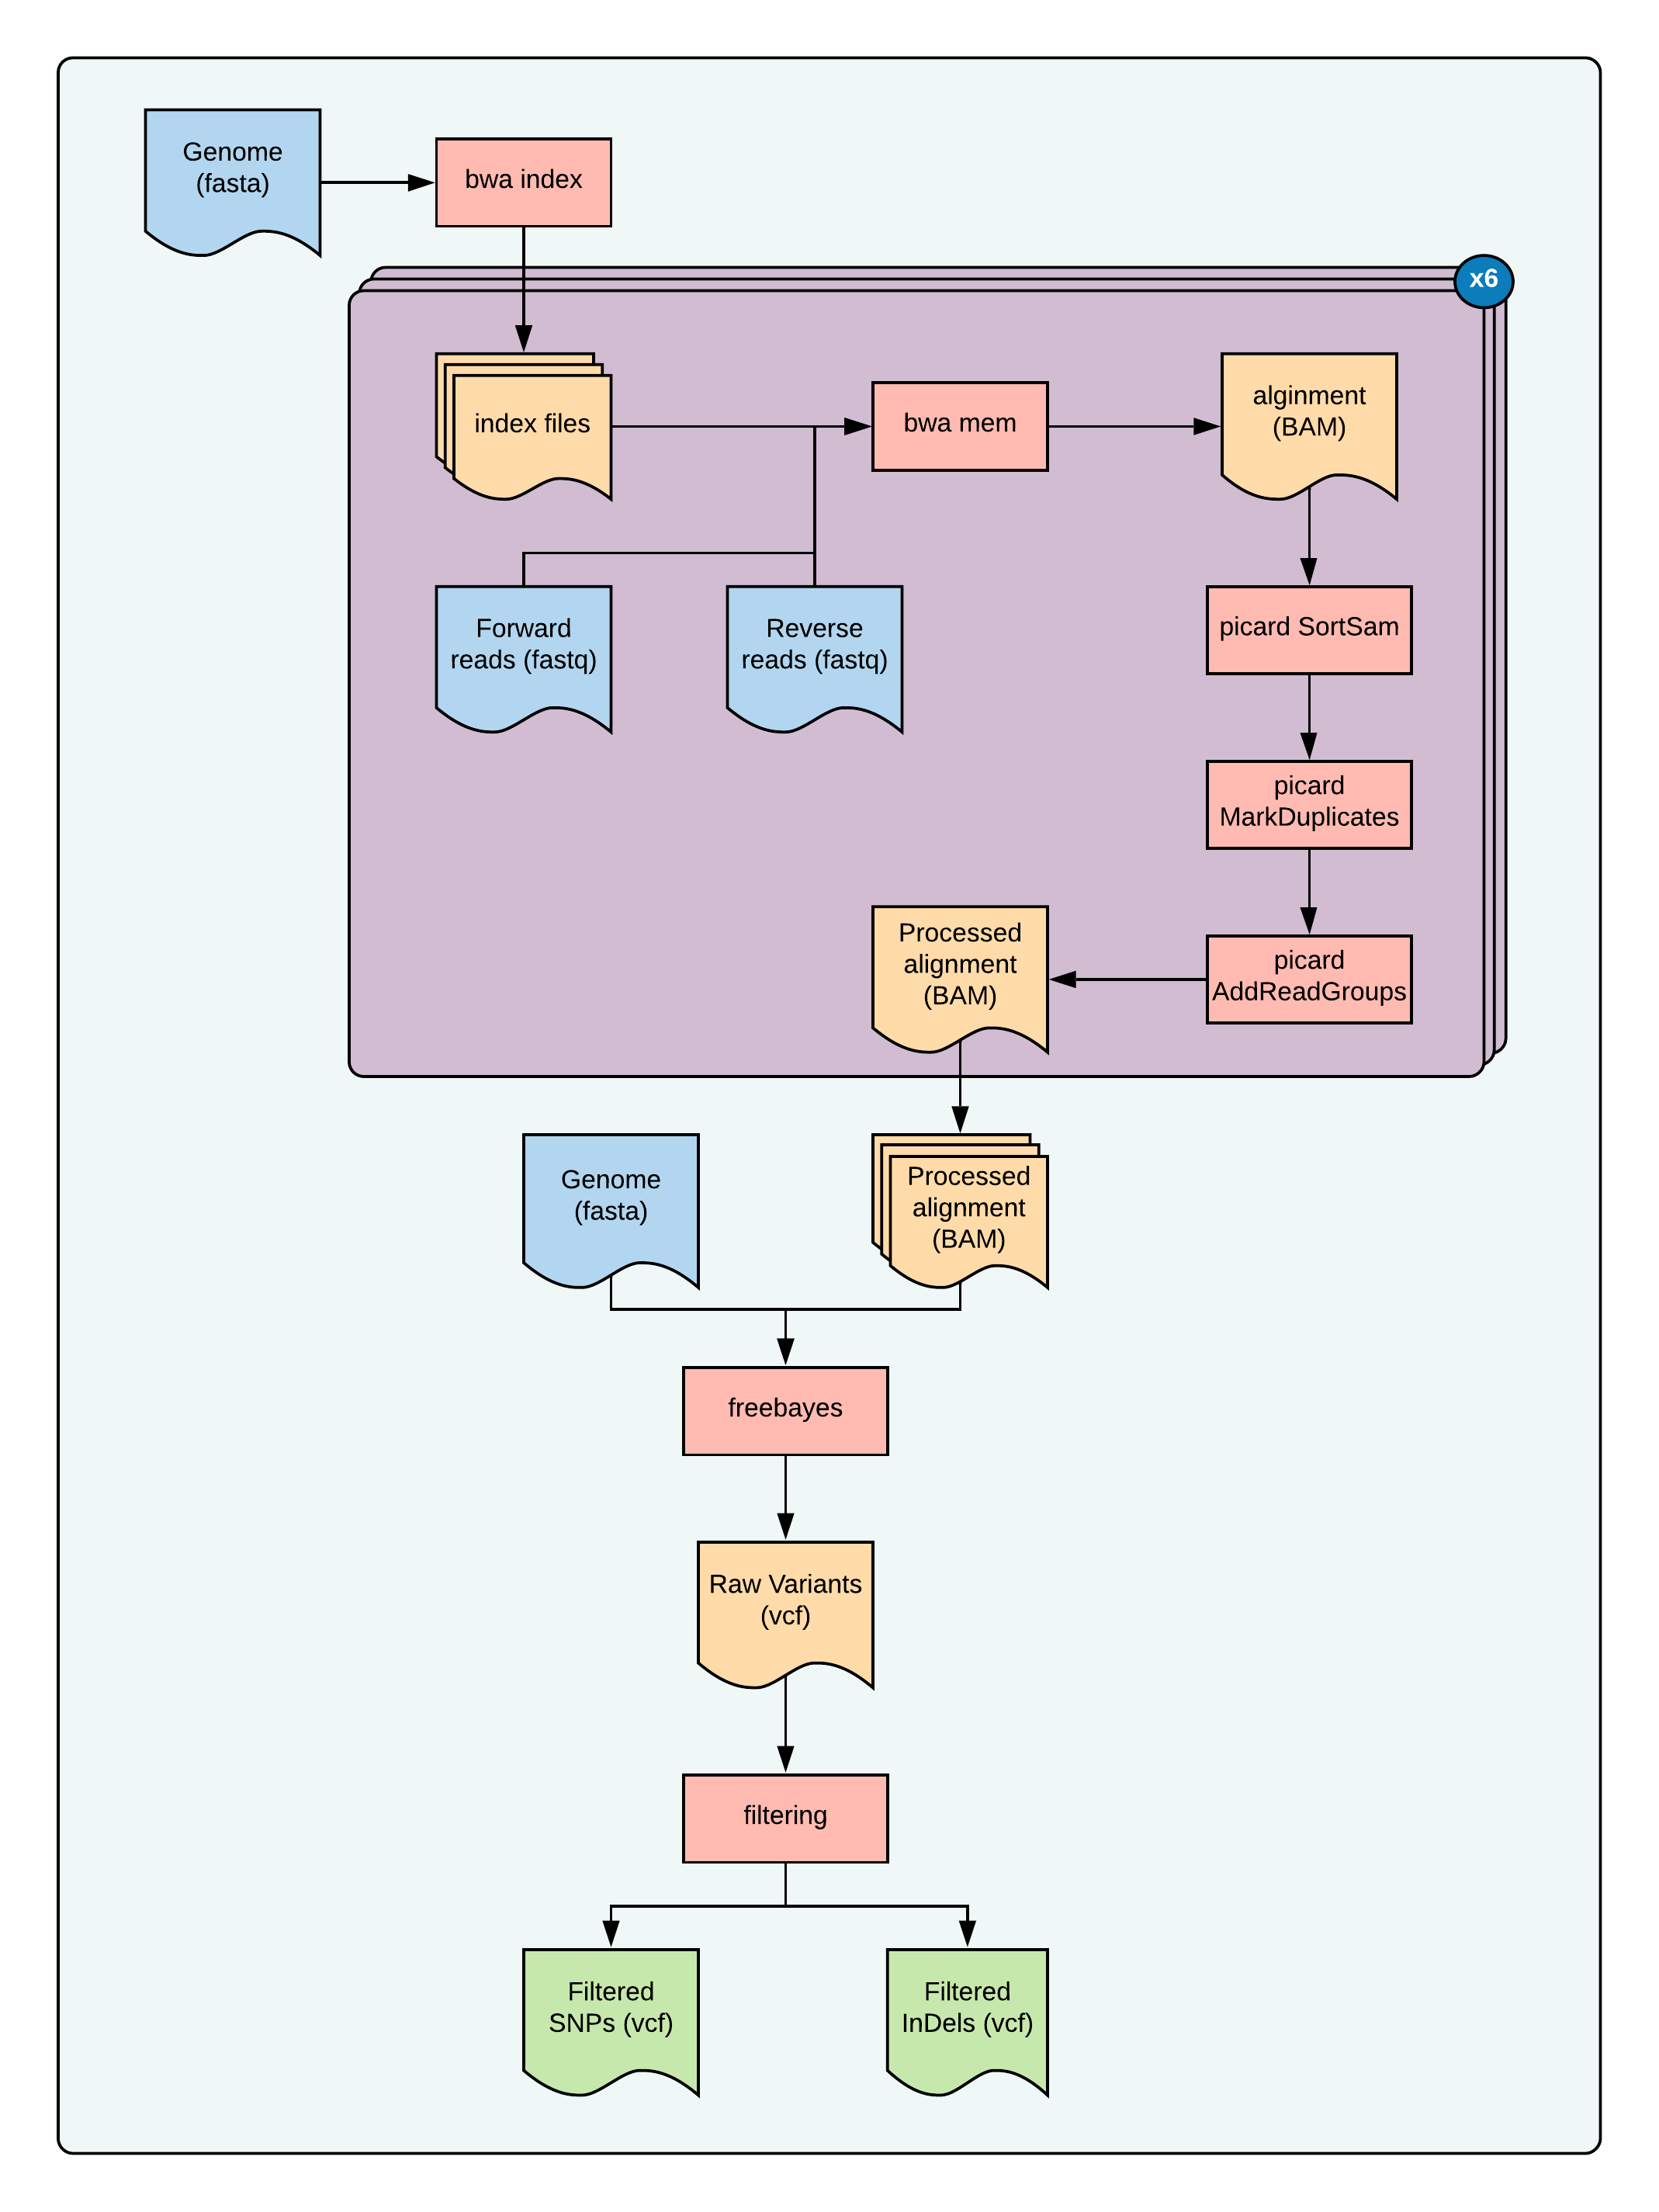 Genome
(fasta)
bwa index
x6
index files
bwa mem
alginment
(BAM)
Forward
reads (fastq)
Reverse
reads (fastq)
picard SortSam
picard
MarkDuplicates
Processed
alignment
(BAM)
picard
AddReadGroups
Genome
(fasta)
Processed
alignment
(BAM)
freebayes
Raw Variants
(vcf)
filtering
Filtered
SNPs (vcf)
Filtered
InDels (vcf)